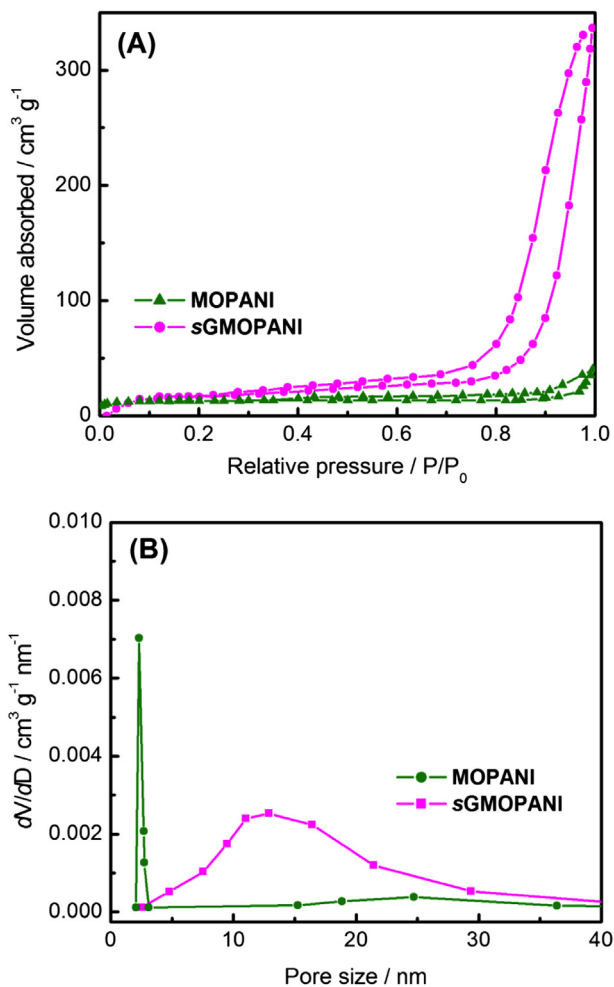 (A)
Volume absorbed / cm³ g⁻¹
300
200
100
0
MOPANI
sGMOPANI
0.0 0.2 0.4 0.6 0.8 1.0
Relative pressure / P/P₀
(B)
dV/dD / cm³ g⁻¹ nm⁻¹
0.010
0.008
0.006
0.004
0.002
0.000
MOPANI
sGMOPANI
0 10 20 30 40
Pore size / nm